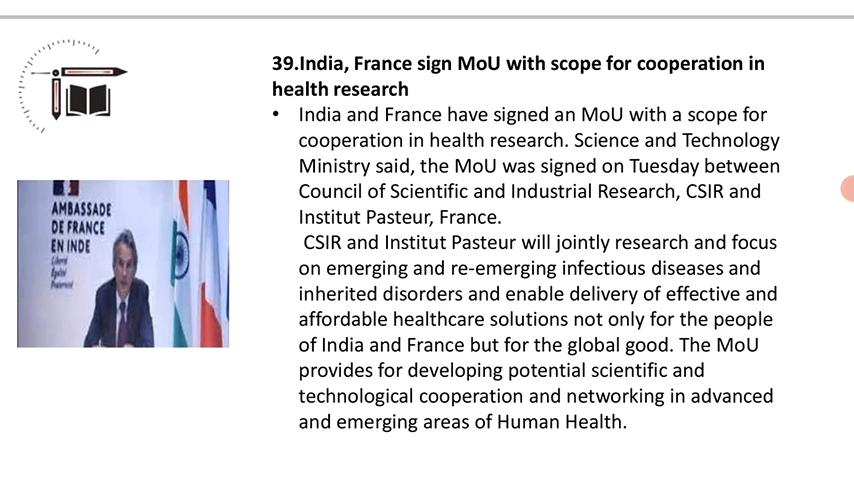 39.India, France sign MoU with scope for cooperation in
health research
• India and France have signed an MoU with a scope for
cooperation in health research. Science and Technology
Ministry said, the MoU was signed on Tuesday between
Council of Scientific and Industrial Research, CSIR and
Institut Pasteur, France.
CSIR and Institut Pasteur will jointly research and focus
on emerging and re-emerging infectious diseases and
inherited disorders and enable delivery of effective and
affordable healthcare solutions not only for the people
of India and France but for the global good. The MoU
provides for developing potential scientific and
technological cooperation and networking in advanced
and emerging areas of Human Health.
AMBASSADE
DE FRANCE
EN INDE
Liberté
Égalité
Fraternité